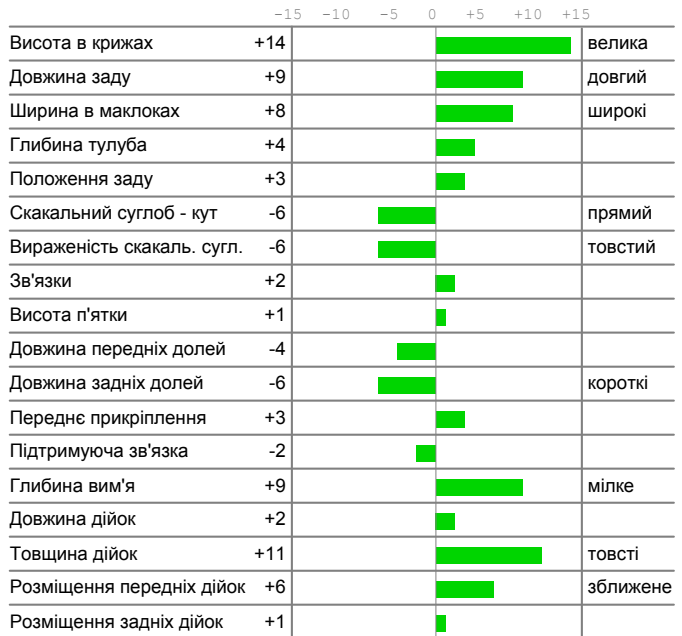 -15 -10 -5 0 +5 +10 +15
Висота в крижах +14 велика
Довжина заду +9 довгий
Ширина в маклоках +8 широкі
Глибина тулуба +4
Положення заду +3
Скакальний суглоб - кут -6 прямий
Вираженість скакаль. сугл. -6 товстий
Зв'язки +2
Висота п'ятки +1
Довжина передніх долей -4
Довжина задніх долей -6 короткі
Переднє прикріплення +3
Підтримуюча зв'язка -2
Глибина вим'я +9 мілке
Довжина дійок +2
Товщина дійок +11 товсті
Розміщення передніх дійок +6 зближене
Розміщення задніх дійок +1